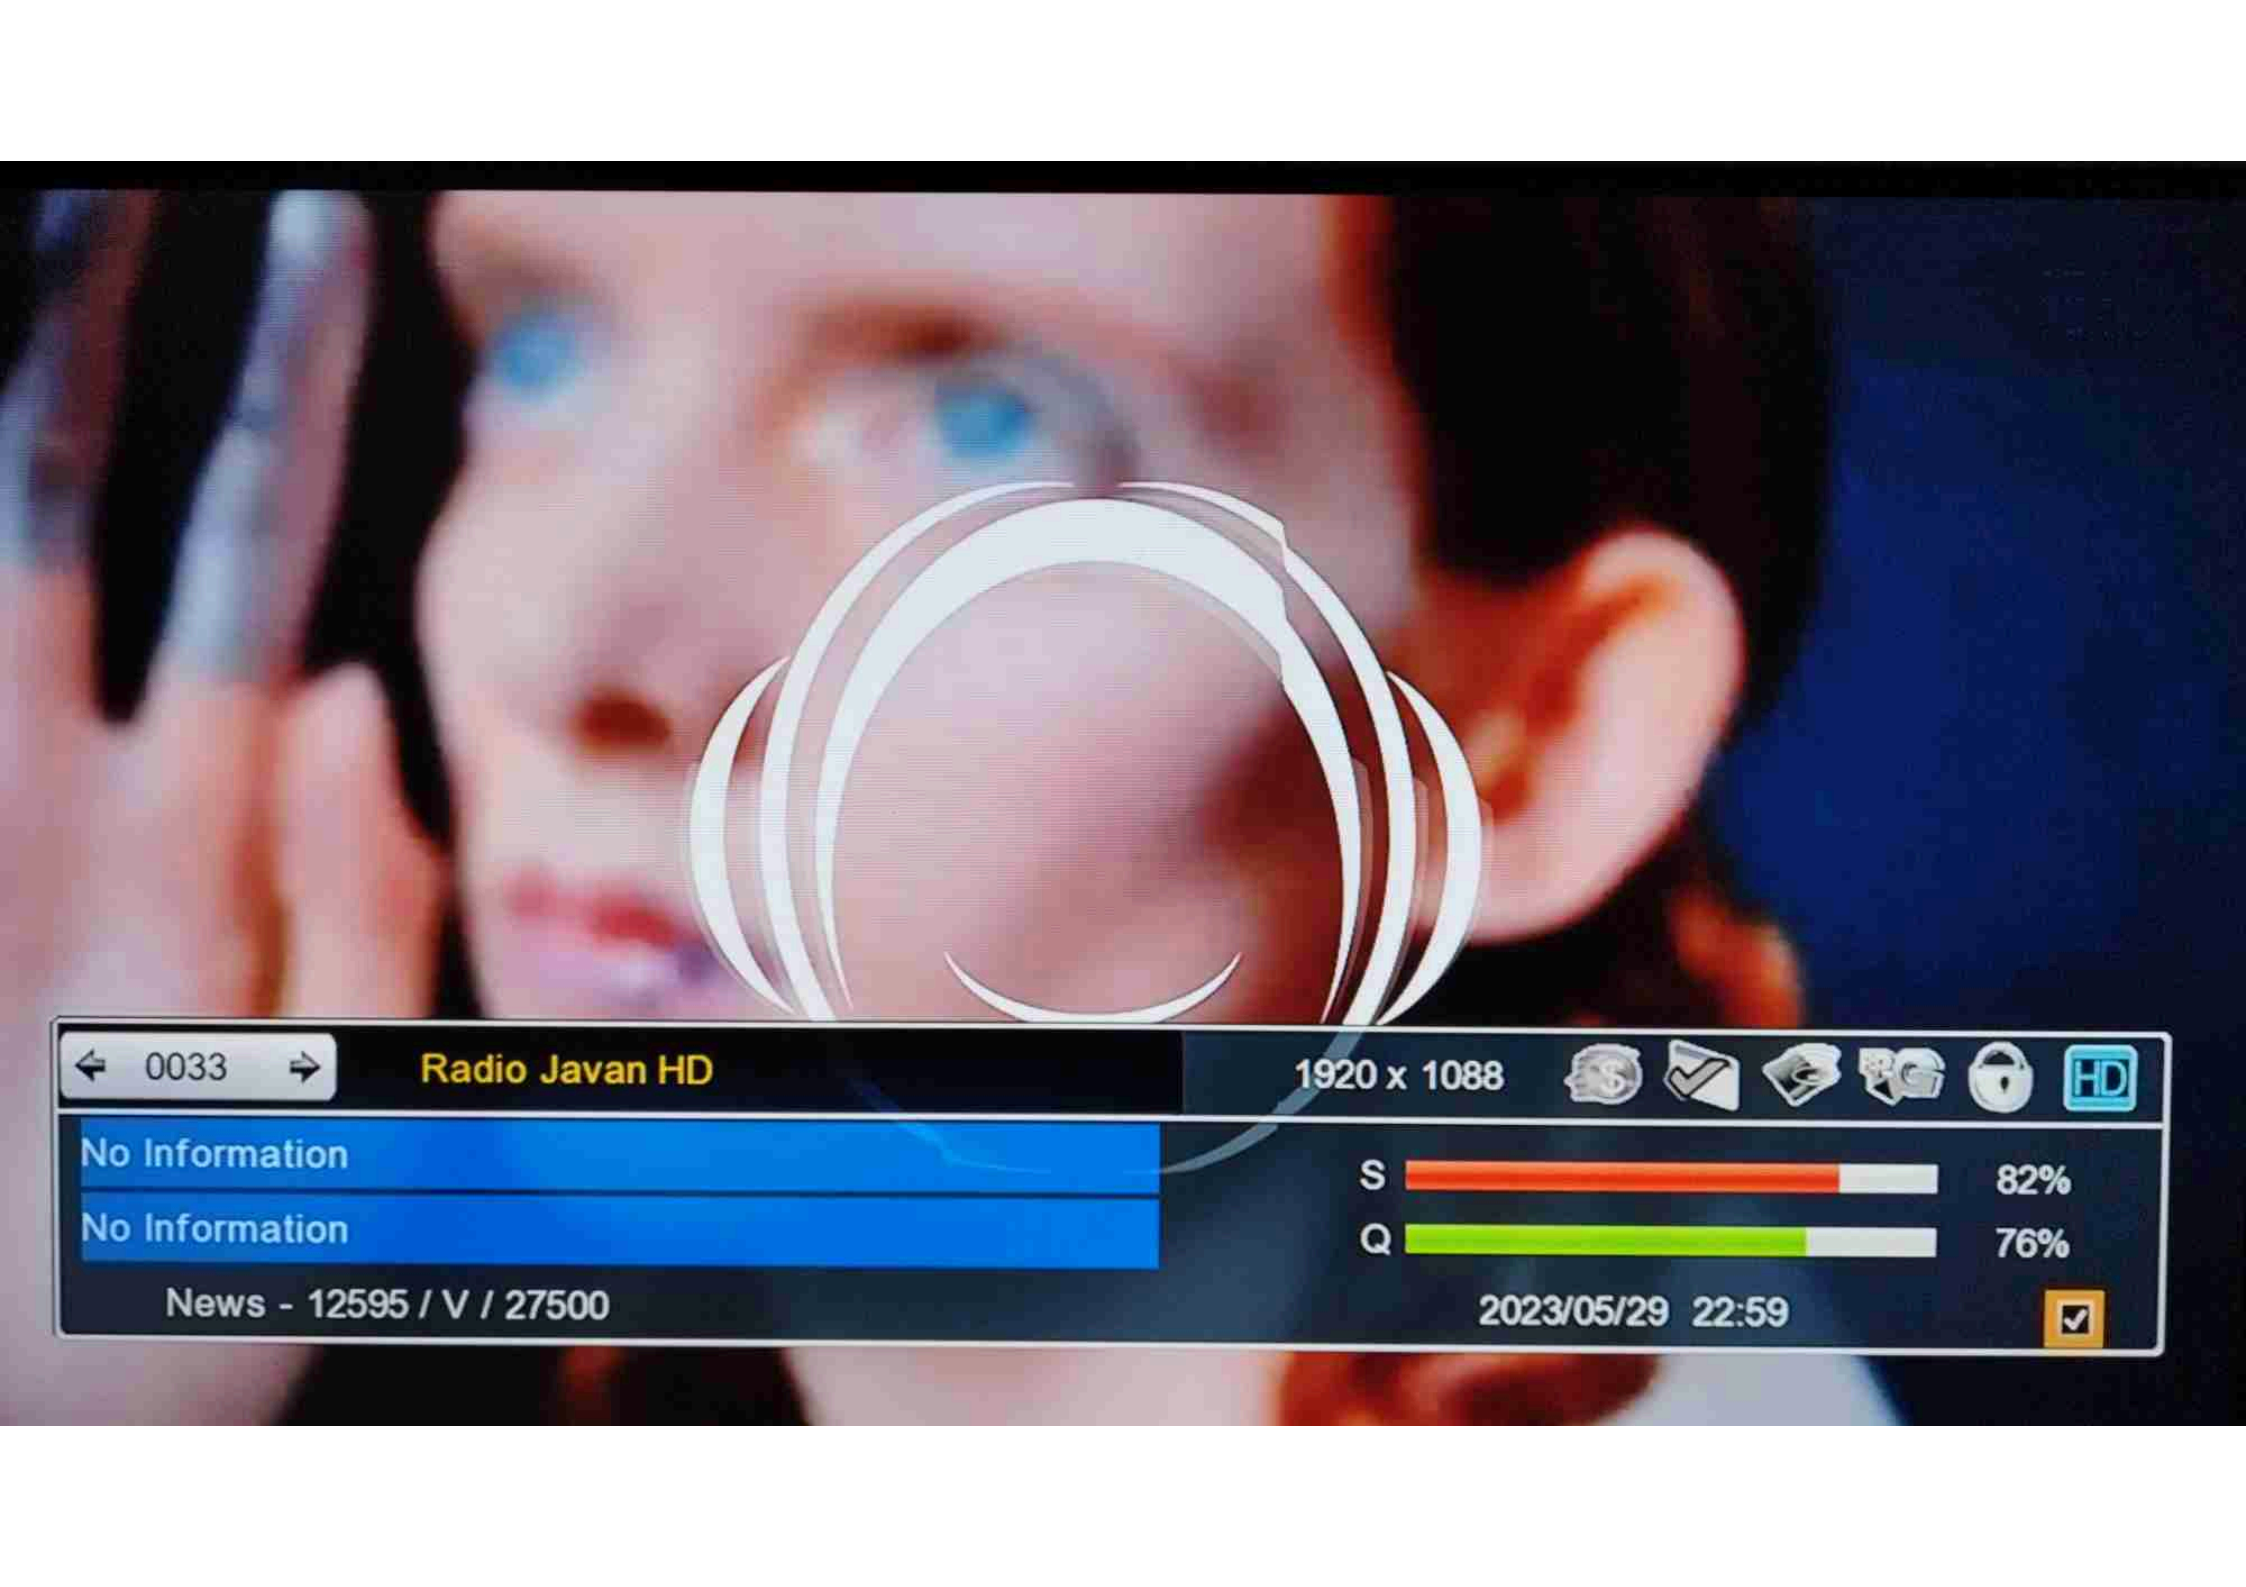 0033 Radio Javan HD 1920 x 1088 $ G G HD
No Information
No Information
S 82%
Q 76%
News - 12595 / V / 27500
2023/05/29 22:59